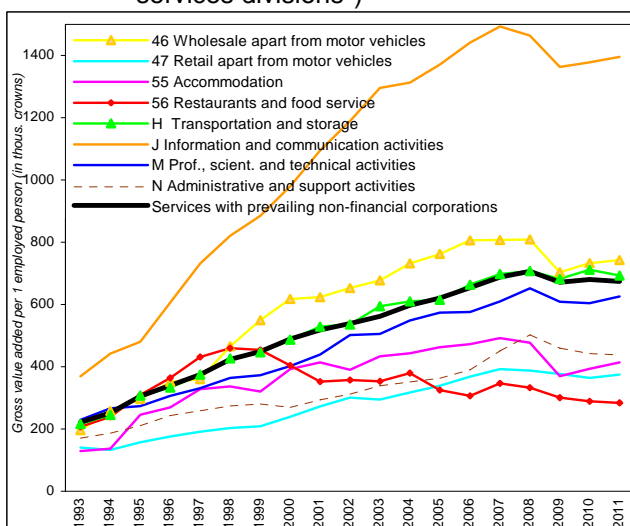 services divisions*)
Gross value added per 1 employed person (in thous. crowns)
1400
1200
1000
800
600
400
200
0
46 Wholesale apart from motor vehicles
47 Retail apart from motor vehicles
55 Accommodation
56 Restaurants and food service
H  Transportation and storage
J Information and communication activities
M Prof., scient. and technical activities
N Administrative and support activities
Services with prevailing non-financial corporations
1993
1994
1995
1996
1997
1998
1999
2000
2001
2002
2003
2004
2005
2006
2007
2008
2009
2010
2011